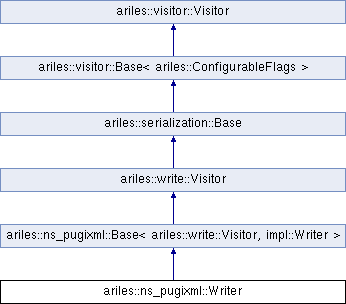 ariles::visitor::Visitor
ariles::visitor::Base< ariles::ConfigurableFlags >
ariles::serialization::Base
ariles::write::Visitor
ariles::ns_pugixml::Base< ariles::write::Visitor, impl::Writer >
ariles::ns_pugixml::Writer